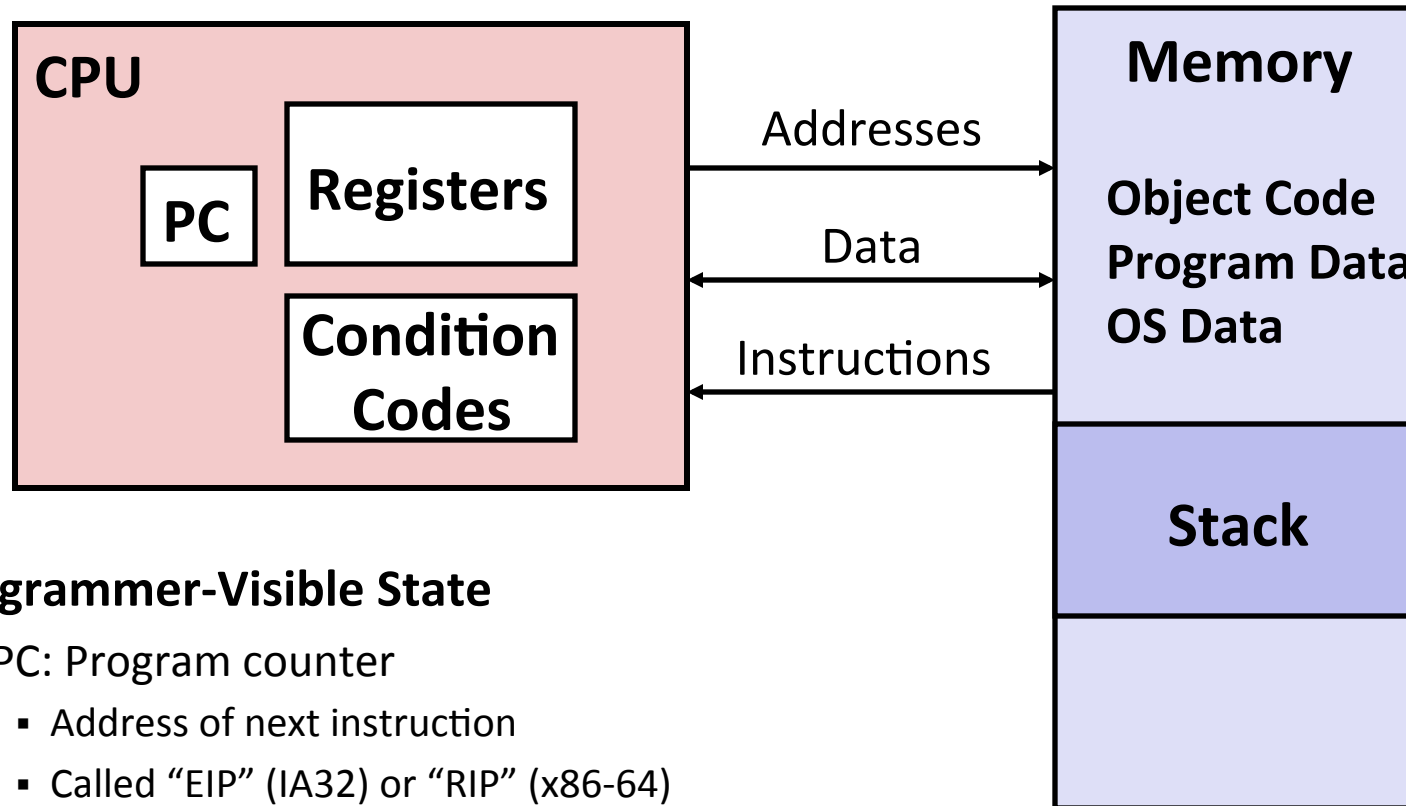 CPU
PC
Registers
Condition
Codes
Addresses
Data
Instructions
Memory
Object Code
Program Data
OS Data
Stack
grammer-Visible State
PC: Program counter
▪ Address of next instruction
▪ Called “EIP” (IA32) or “RIP” (x86-64)